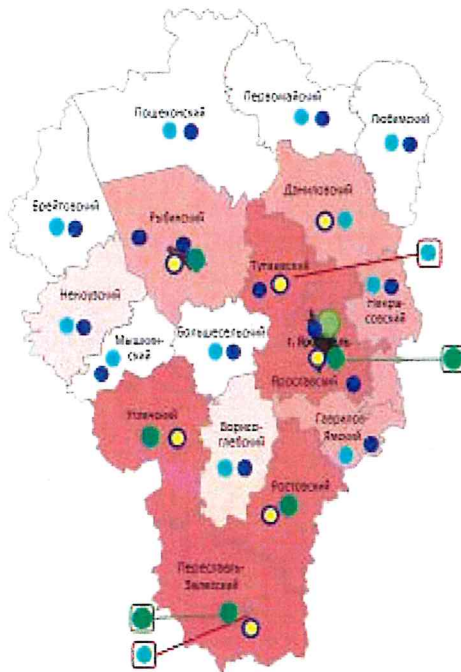 Первомайский
Любимский
Пошехонский
Даниловский
Брейтовский
Рыбинский
Тутаевский
Некоузский
Некра-
совский
Большесельский
Мышкин-
ский
г. Ярославль
Ярославский
Угличский
Борисо-
глебский
Гаврилов-
Ямский
Ростовский
Переславль-
Залесский